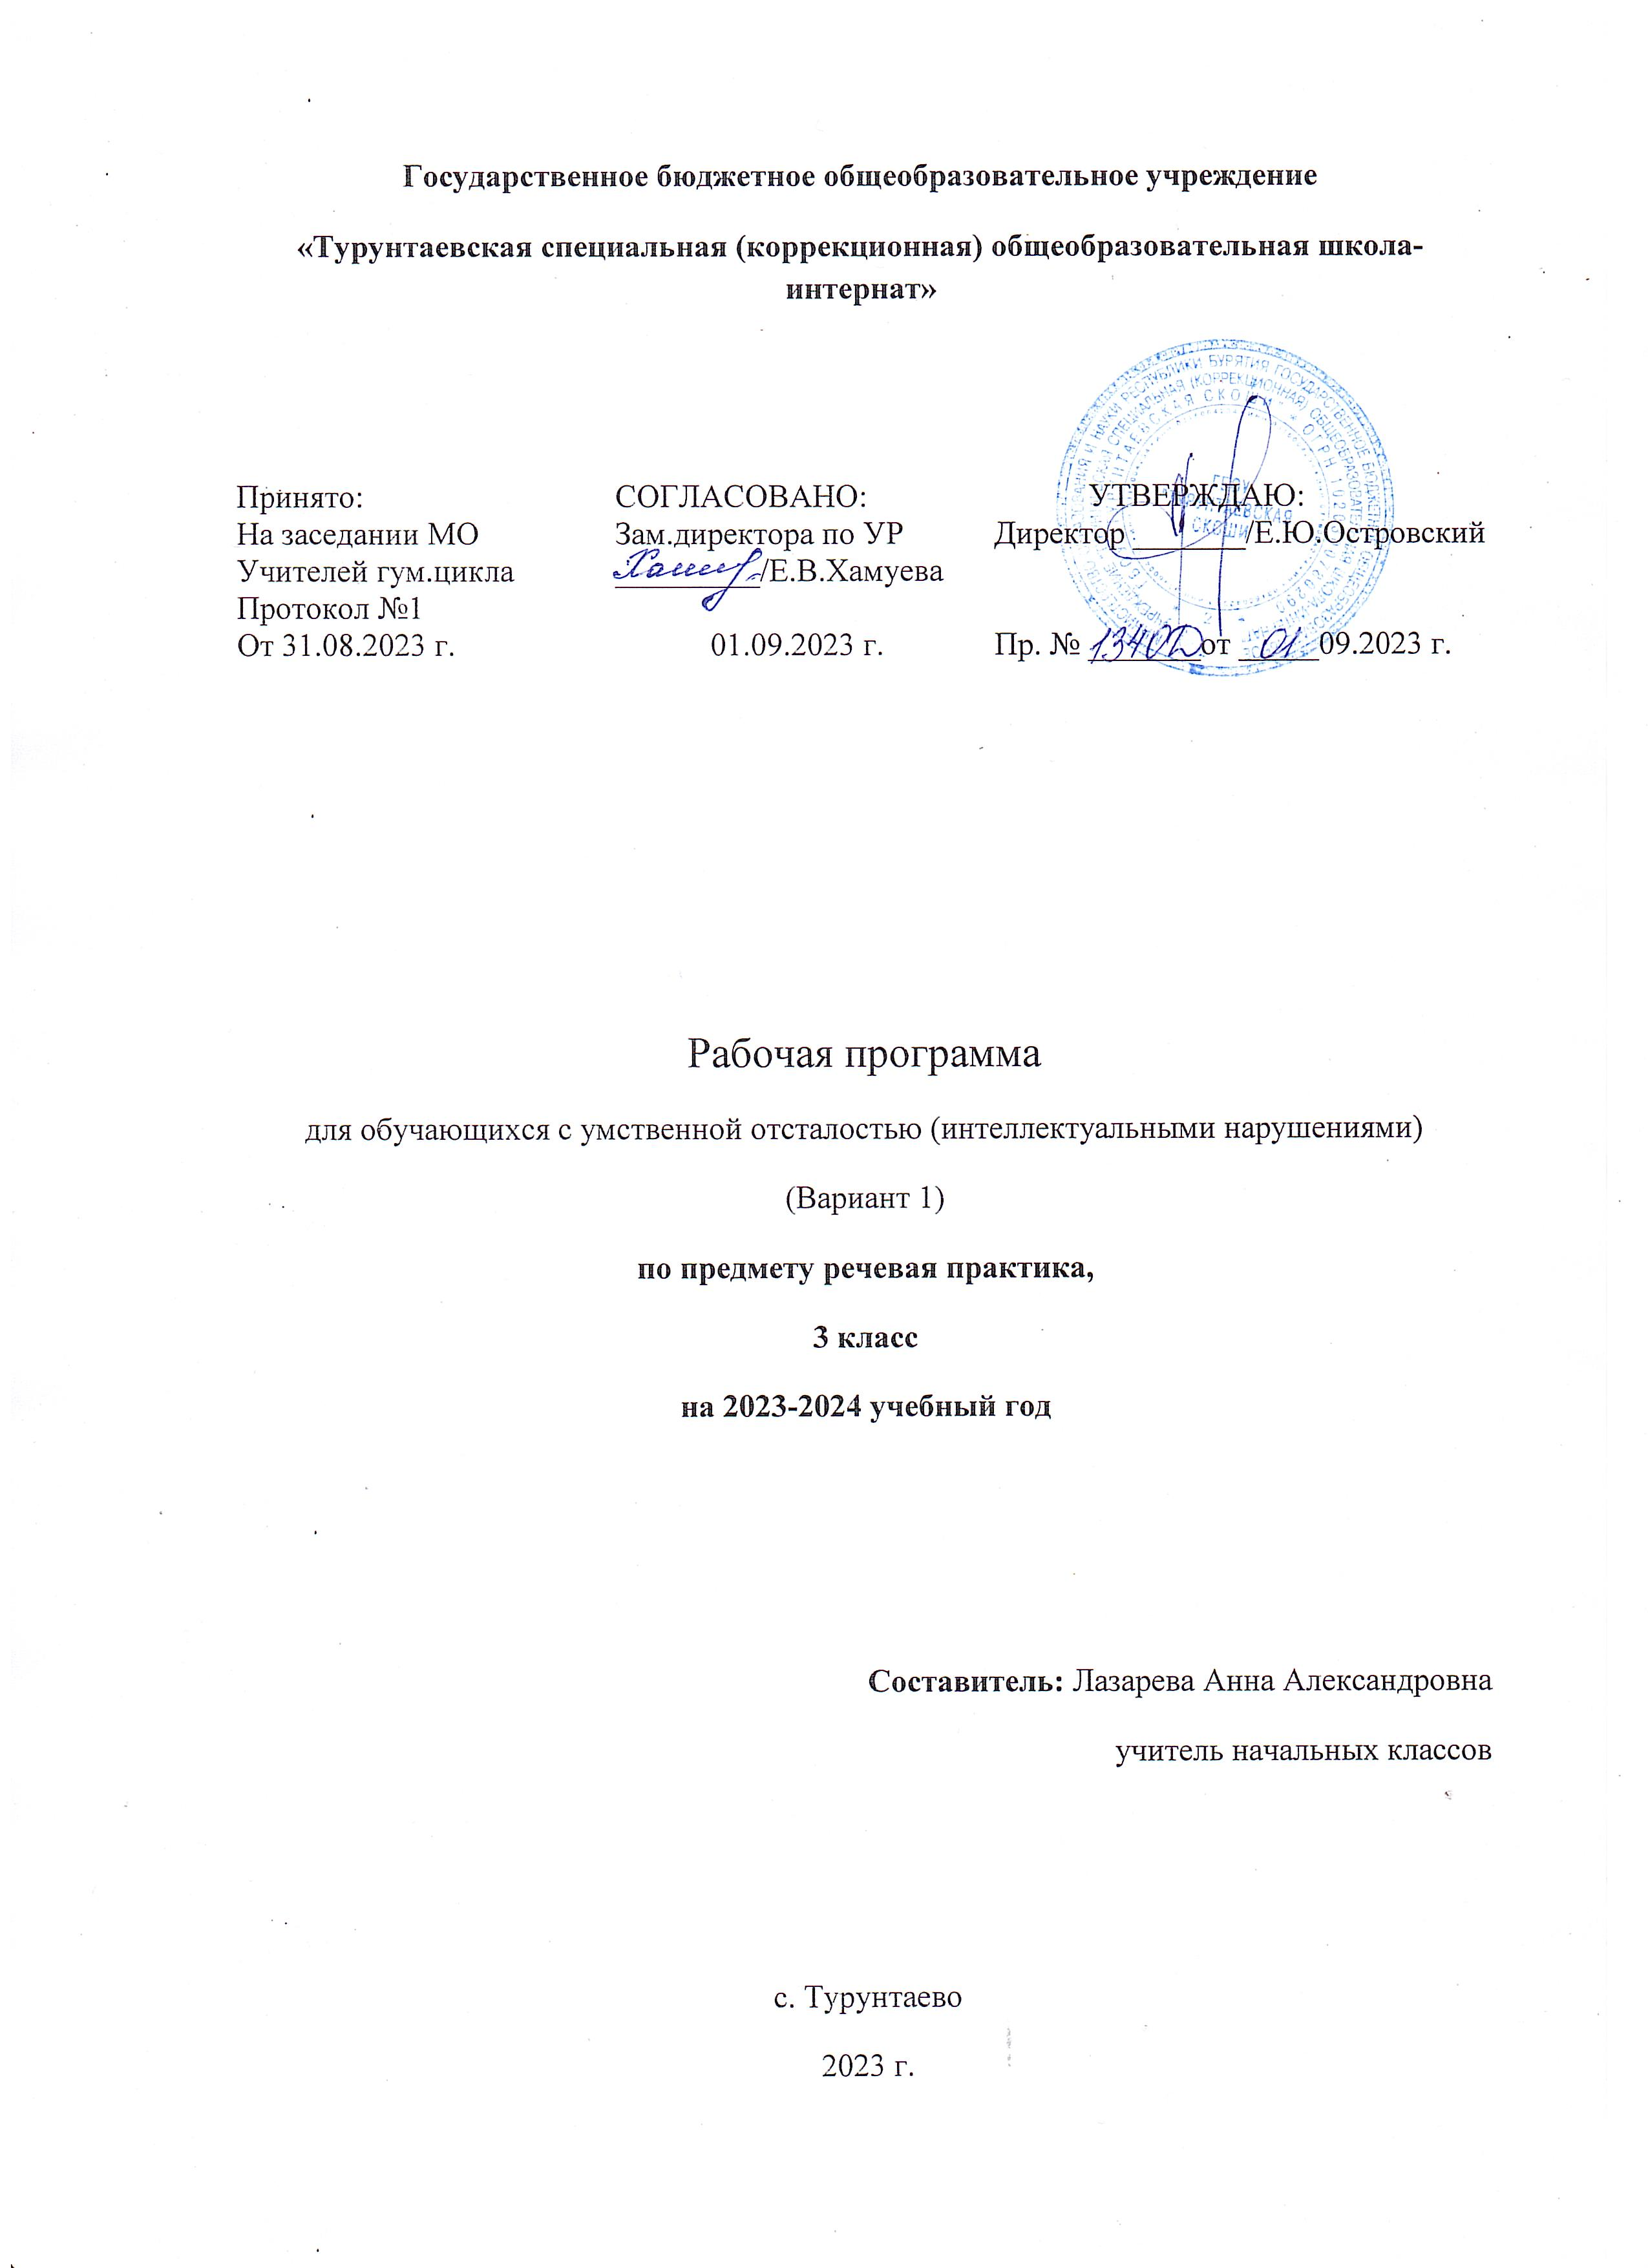 Государственное бюджетное общеобразовательное учреждение
«Турунтаевская специальная (коррекционная) общеобразовательная школа-
интернат»
Принято:
На заседании МО
Учителей гум.цикла
Протокол №1
От 31.08.2023 г.
СОГЛАСОВАНО:
Зам.директора по УР
/Е.В.Хамуева
01.09.2023 г.
УТВЕРЖДАЮ:
Директор _______/Е.Ю.Островский
Пр. № от 01 09.2023 г.
Рабочая программа
для обучающихся с умственной отсталостью (интеллектуальными нарушениями)
(Вариант 1)
по предмету речевая практика,
3 класс
на 2023-2024 учебный год
Составитель: Лазарева Анна Александровна
учитель начальных классов
с. Турунтаево
2023 г.